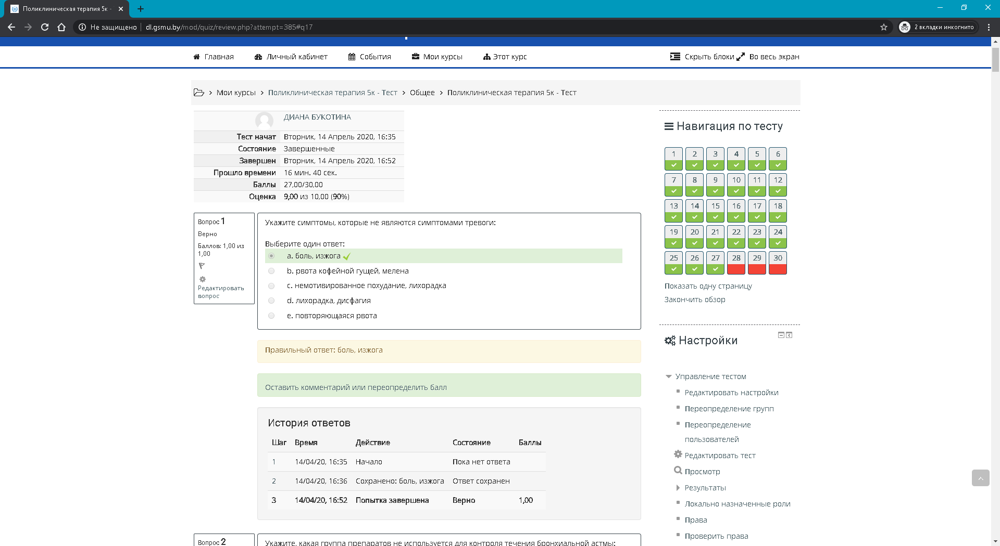 Поликлиническая терапия 5к -
Не защищено
dl.gsmu.by/mod/quiz/review.php?attempt=385#q17
2 вкладки инкогнито
Главная
Личный кабинет
События
Мои курсы
Этот курс
Скрыть блоки
Во весь экран
Мои курсы
Поликлиническая терапия 5к - Тест
Общее
Поликлиническая терапия 5к - Тест
ДИАНА БУКОТИНА
Тест начат Вторник, 14 Апрель 2020, 16:35
Состояние Завершенные
Завершен Вторник, 14 Апрель 2020, 16:52
Прошло времени 16 мин. 40 сек.
Баллы 27,00/30,00
Оценка 9,00 из 10,00 (90%)
Вопрос 1
Верно
Баллов: 1,00 из
1,00
Редактировать
вопрос
Укажите симптомы, которые не являются симптомами тревоги:
Выберите один ответ:
a. боль, изжога
b. рвота кофейной гущей, мелена
c. немотивированное похудание, лихорадка
d. лихорадка, дисфагия
e. повторяющаяся рвота
Правильный ответ: боль, изжога
Оставить комментарий или переопределить балл
История ответов
Шаг Время Действие Состояние Баллы
1 14/04/20, 16:35 Начало Пока нет ответа
2 14/04/20, 16:36 Сохранено: боль, изжога Ответ сохранен
3 14/04/20, 16:52 Попытка завершена Верно 1,00
Вопрос 2
Укажите, какая группа препаратов не используется для контроля течения бронхиальной астмы:
Навигация по тесту
1 2 3 4 5 6
7 8 9 10 11 12
13 14 15 16 17 18
19 20 21 22 23 24
25 26 27 28 29 30
Показать одну страницу
Закончить обзор
Настройки
Управление тестом
Редактировать настройки
Переопределение групп
Переопределение
пользователей
Редактировать тест
Просмотр
Результаты
Локально назначенные роли
Права
Проверить права